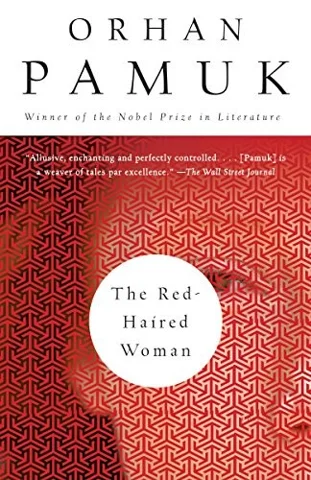 ORHAN
PAMUK
Winner of the Nobel Prize in Literature
"Allusive, enchanting and perfectly controlled. . . . [Pamuk] is
a weaver of tales par excellence." —The Wall Street Journal
The Red-
Haired
Woman